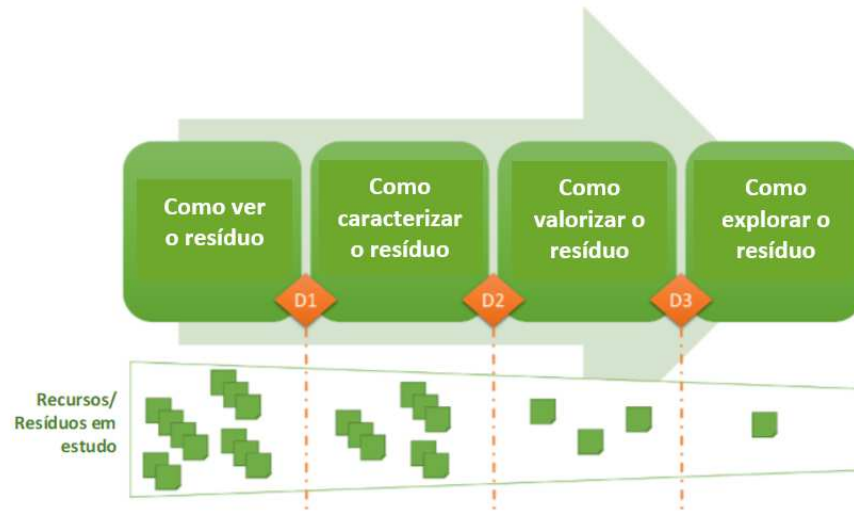 Como ver
o resíduo
Como
caracterizar
o resíduo
Como
valorizar o
resíduo
Como
explorar o
resíduo
D1
D2
D3
Recursos/
Resíduos em
estudo